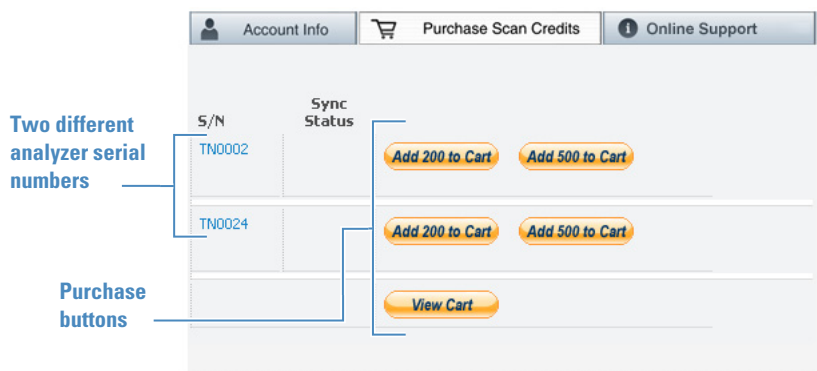 Account Info
Purchase Scan Credits
Online Support
S/N
Sync
Status
Two different
analyzer serial
numbers
TN0002
Add 200 to Cart
Add 500 to Cart
TN0024
Add 200 to Cart
Add 500 to Cart
Purchase
buttons
View Cart